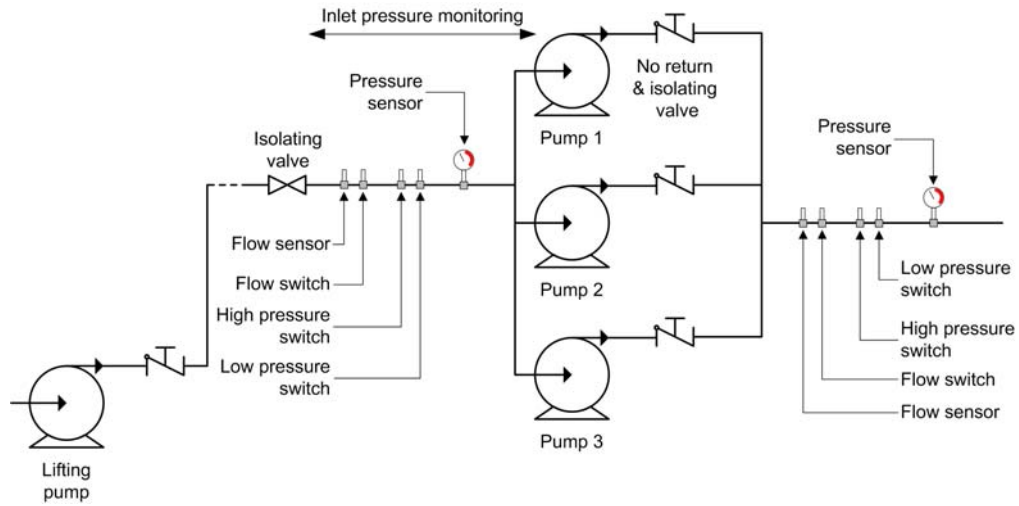 Inlet pressure monitoring
Pressure
sensor
No return
& isolating
valve
Pump 1
Isolating
valve
Pressure
sensor
Flow sensor
Flow switch
High pressure
switch
Low pressure
switch
Pump 2
Low pressure
switch
High pressure
switch
Flow switch
Flow sensor
Pump 3
Lifting
pump